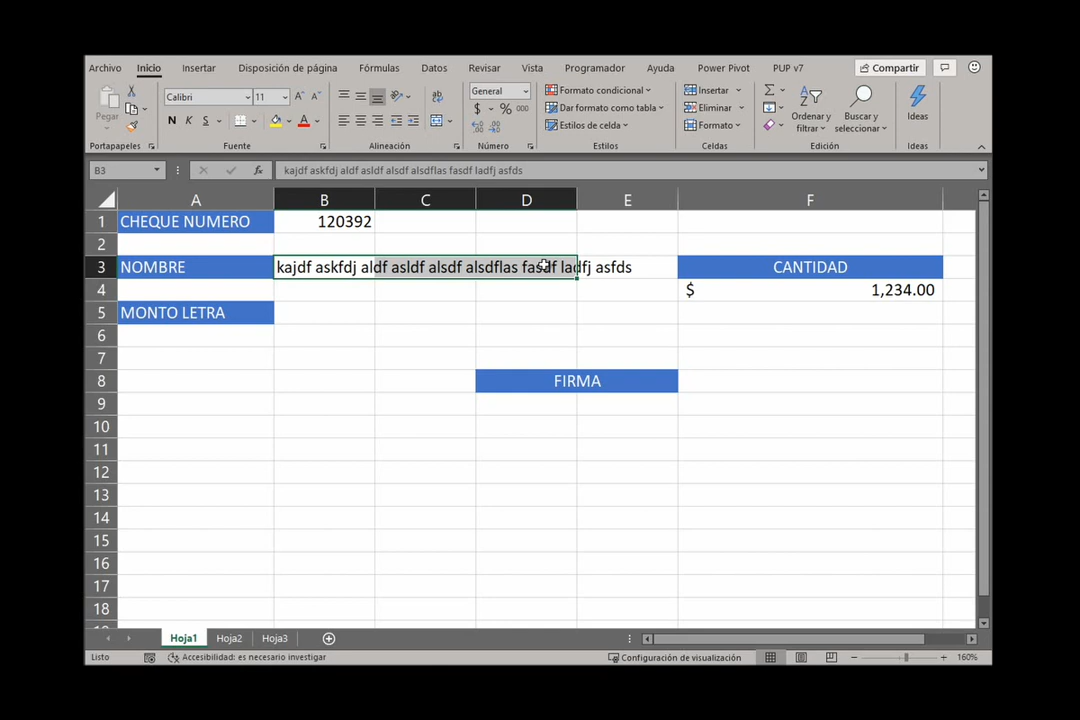 Archivo Inicio Insertar Disposición de página Fórmulas Datos Revisar Vista Programador Ayuda Power Pivot PUP v7 Compartir
Pegar
Calibri 11 A A
N K S A
ab
General
$ % 000
Formato condicional
Dar formato como tabla
Estilos de celda
Insertar
Eliminar
Formato
Σ
Ordenar y filtrar
Buscar y seleccionar
Ideas
Portapapeles Fuente Alineación Número Estilos Celdas Edición Ideas
B3 fx kajdf askfdj aldf asldf alsdf alsdflas fasdf ladfj asfds
A B C D E F
1 CHEQUE NUMERO 120392
2
3 NOMBRE kajdf askfdj aldf asldf alsdf alsdflas fasdf ladfj asfds CANTIDAD
4 $ 1,234.00
5 MONTO LETRA
6
7
8 FIRMA
9
10
11
12
13
14
15
16
17
18
Hoja1 Hoja2 Hoja3
Listo Accesibilidad: es necesario investigar Configuración de visualización 160%